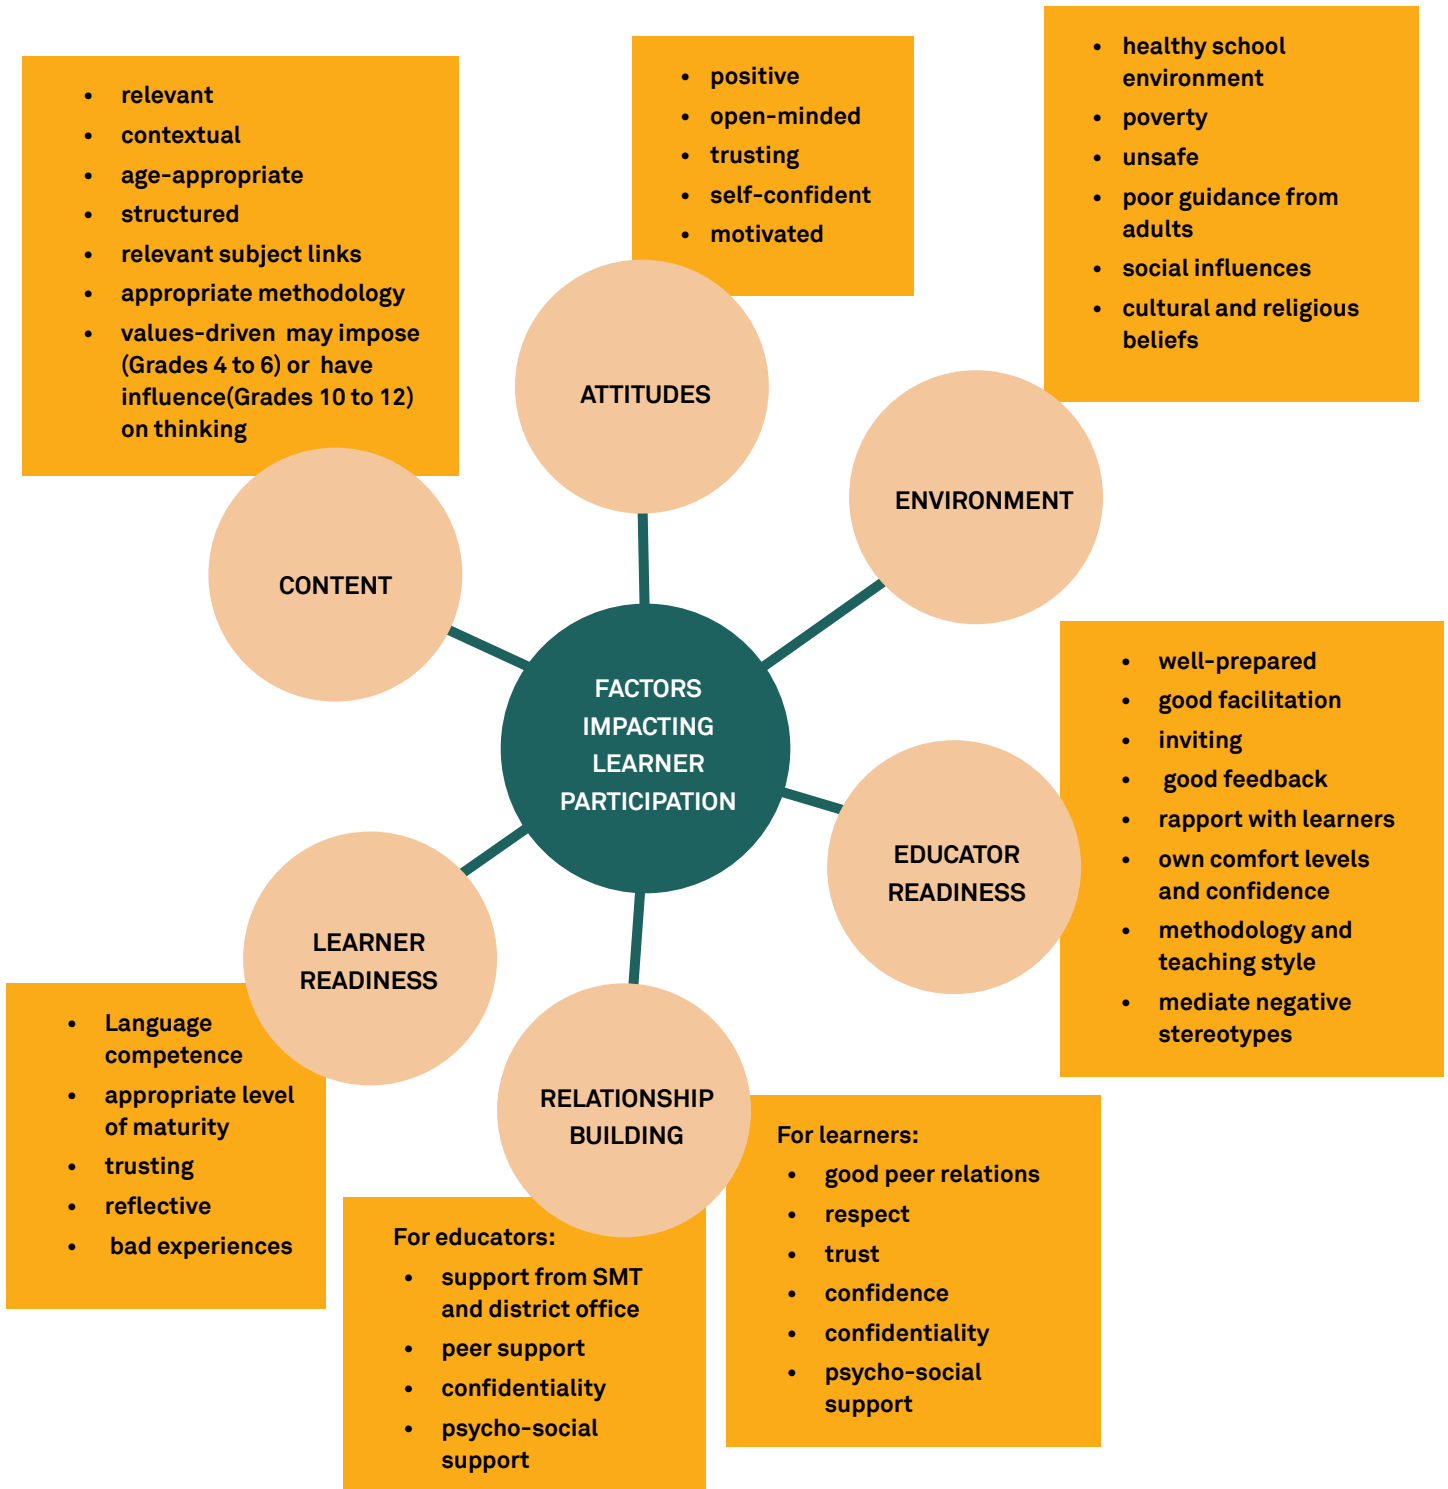 • relevant
• contextual
• age-appropriate
• structured
• relevant subject links
• appropriate methodology
• values-driven may impose
(Grades 4 to 6) or have
influence(Grades 10 to 12)
on thinking
CONTENT
• positive
• open-minded
• trusting
• self-confident
• motivated
ATTITUDES
• healthy school
environment
• poverty
• unsafe
• poor guidance from
adults
• social influences
• cultural and religious
beliefs
ENVIRONMENT
FACTORS
IMPACTING
LEARNER
PARTICIPATION
• well-prepared
• good facilitation
• inviting
• good feedback
• rapport with learners
• own comfort levels
and confidence
• methodology and
teaching style
• mediate negative
stereotypes
EDUCATOR
READINESS
LEARNER
READINESS
• Language
competence
• appropriate level
of maturity
• trusting
• reflective
• bad experiences
RELATIONSHIP
BUILDING
For educators:
• support from SMT
and district office
• peer support
• confidentiality
• psycho-social
support
For learners:
• good peer relations
• respect
• trust
• confidence
• confidentiality
• psycho-social
support